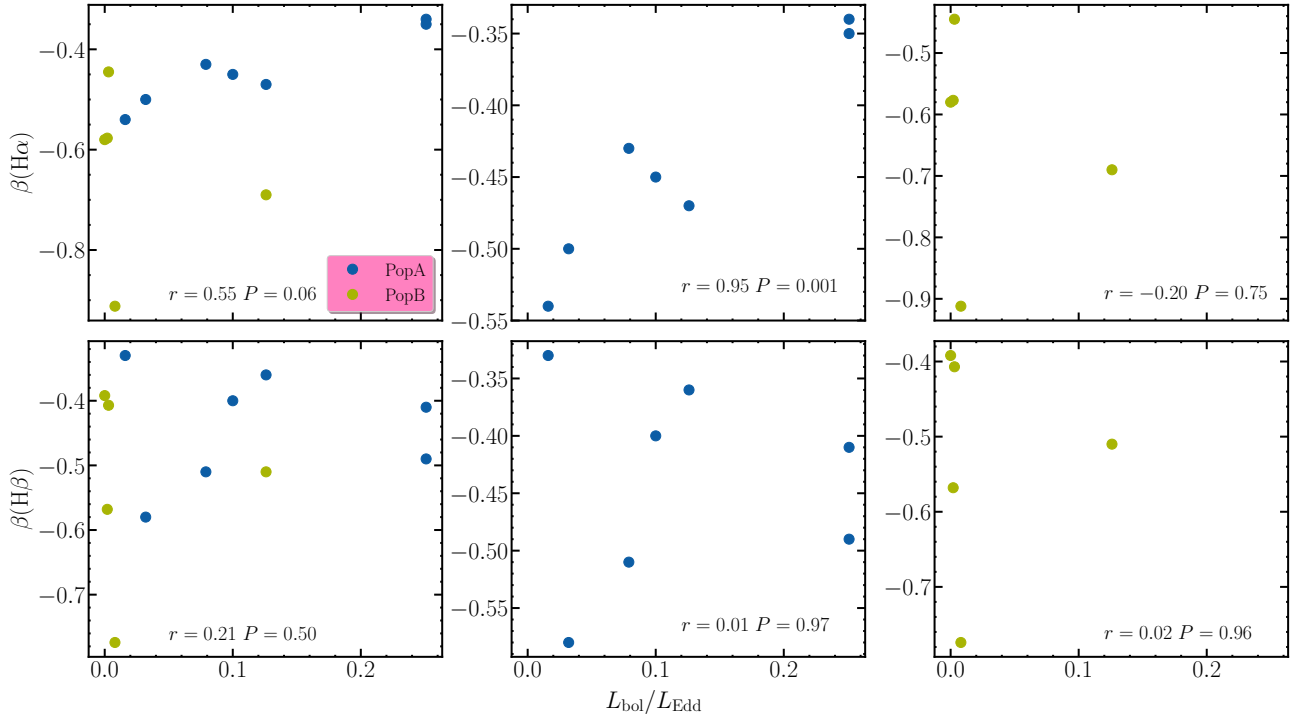 β(Hα)
−0.4
−0.6
−0.8
PopA
PopB
r = 0.55 P = 0.06
−0.35
−0.40
−0.45
−0.50
−0.55
r = 0.95 P = 0.001
−0.5
−0.6
−0.7
−0.8
−0.9
r = −0.20 P = 0.75
β(Hβ)
−0.4
−0.5
−0.6
−0.7
r = 0.21 P = 0.50
0.0 0.1 0.2
−0.35
−0.40
−0.45
−0.50
−0.55
r = 0.01 P = 0.97
0.0 0.1 0.2
−0.4
−0.5
−0.6
−0.7
r = 0.02 P = 0.96
0.0 0.1 0.2
L_bol/L_Edd